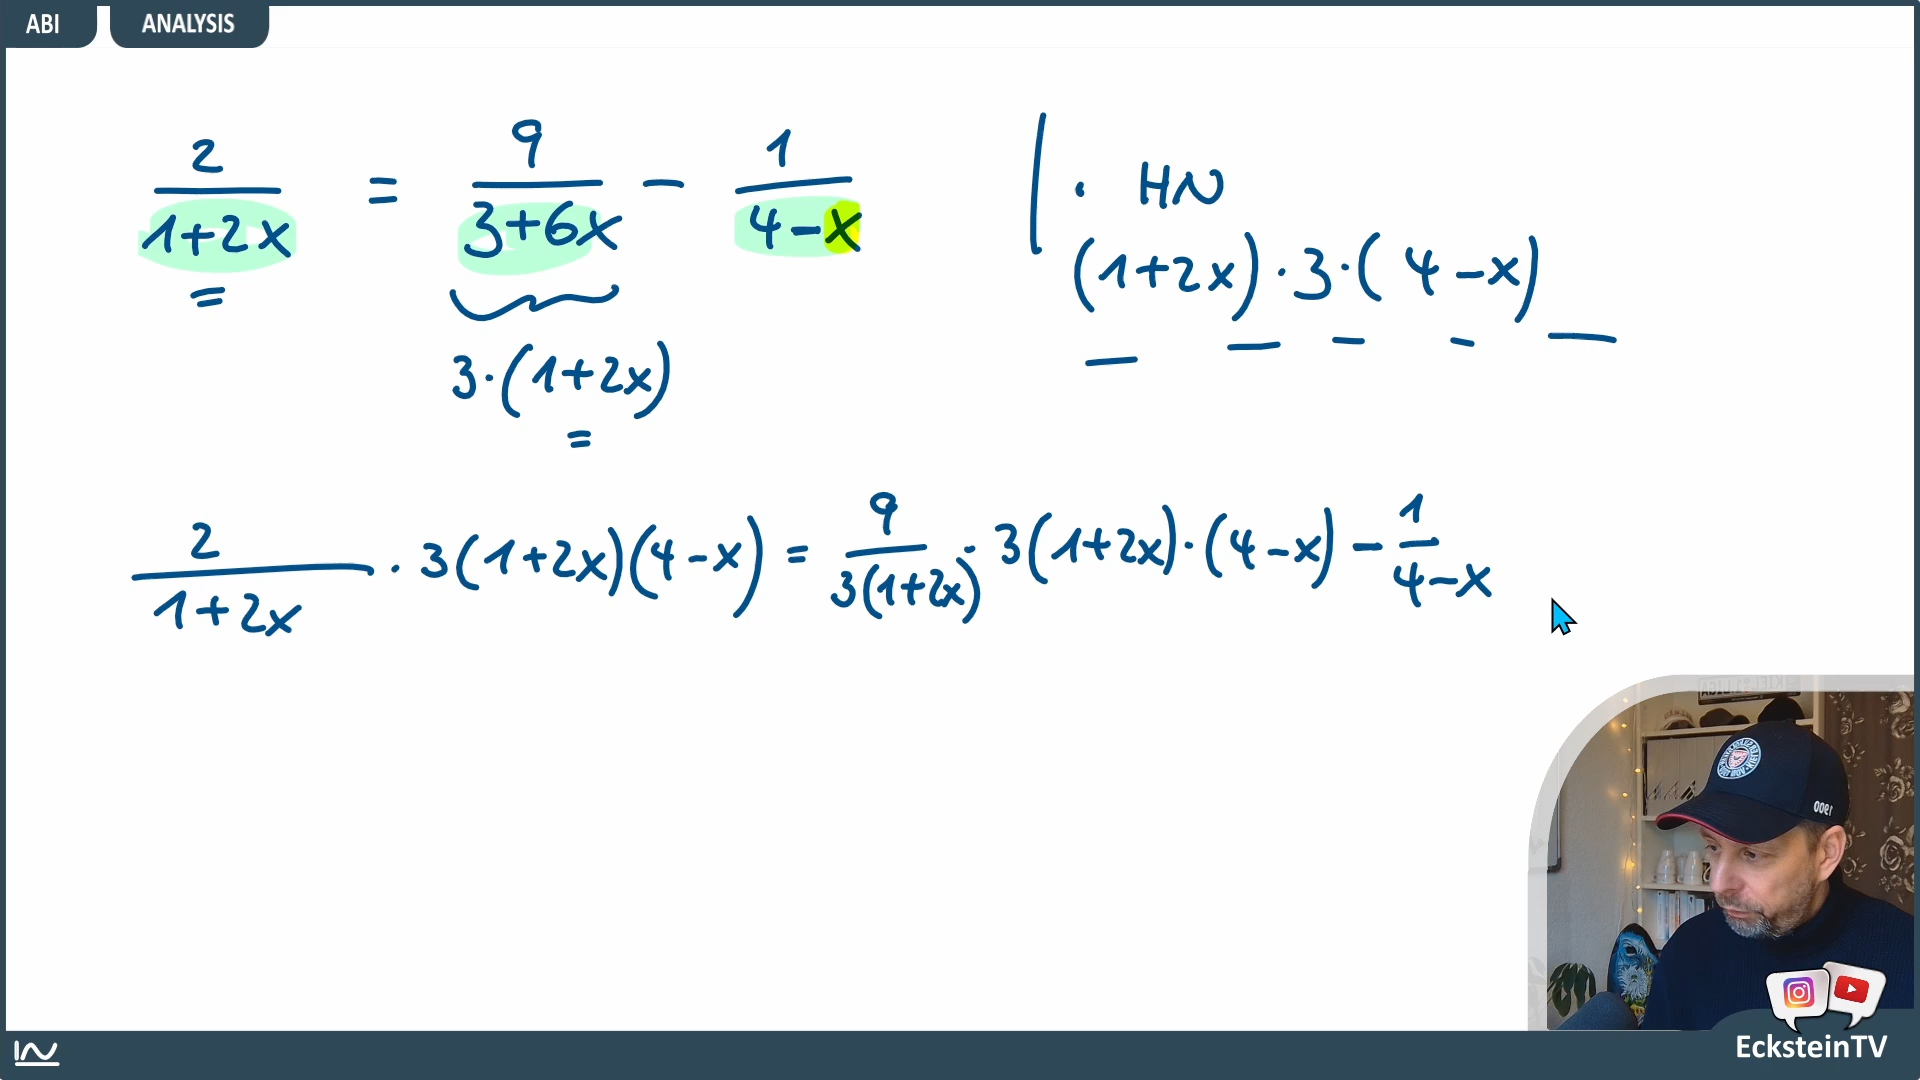 ABI ANALYSIS
2/(1+2x) = 9/(3+6x) - 1/(4-x) | · HN
(1+2x)·3·(4-x)
3·(1+2x)
2/(1+2x) · 3(1+2x)(4-x) = 9/(3(1+2x)) · 3(1+2x)·(4-x) - 1/(4-x)
EcksteinTV